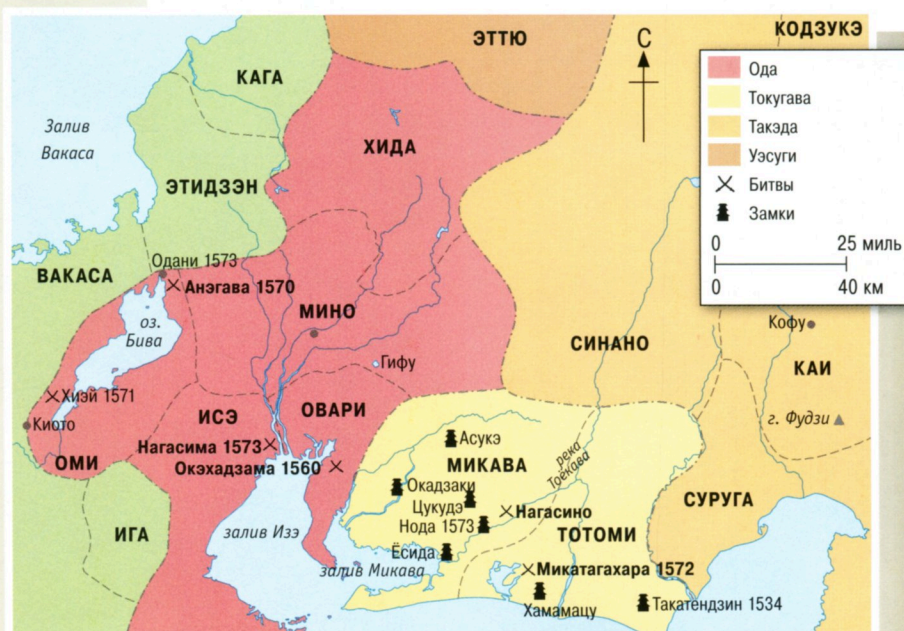 ЭТТЮ
КОДЗУКЭ
КАГА
С
Ода
Токугава
Такэда
Уэсуги
Битвы
Замки
0 25 миль
0 40 км
Залив
Вакаса
ХИДА
ЭТИДЗЭН
Одани 1573
ВАКАСА
Анэгава 1570
МИНО
оз.
Бива
СИНАНО
Кофу
КАИ
Гифу
Хиэй 1571
ИСЭ
ОВАРИ
г. Фудзи
Киото
Нагасима 1573
Асукэ
ОМИ
Окэхадзама 1560
МИКАВА
река
Тоёкава
Окадзаки
Цукудэ
СУРУГА
Нагасино
Нода 1573
ИГА
залив Изэ
ТОТОМИ
Ёсида
залив Микава
Микатагахара 1572
Хамамацу
Такатендзин 1534